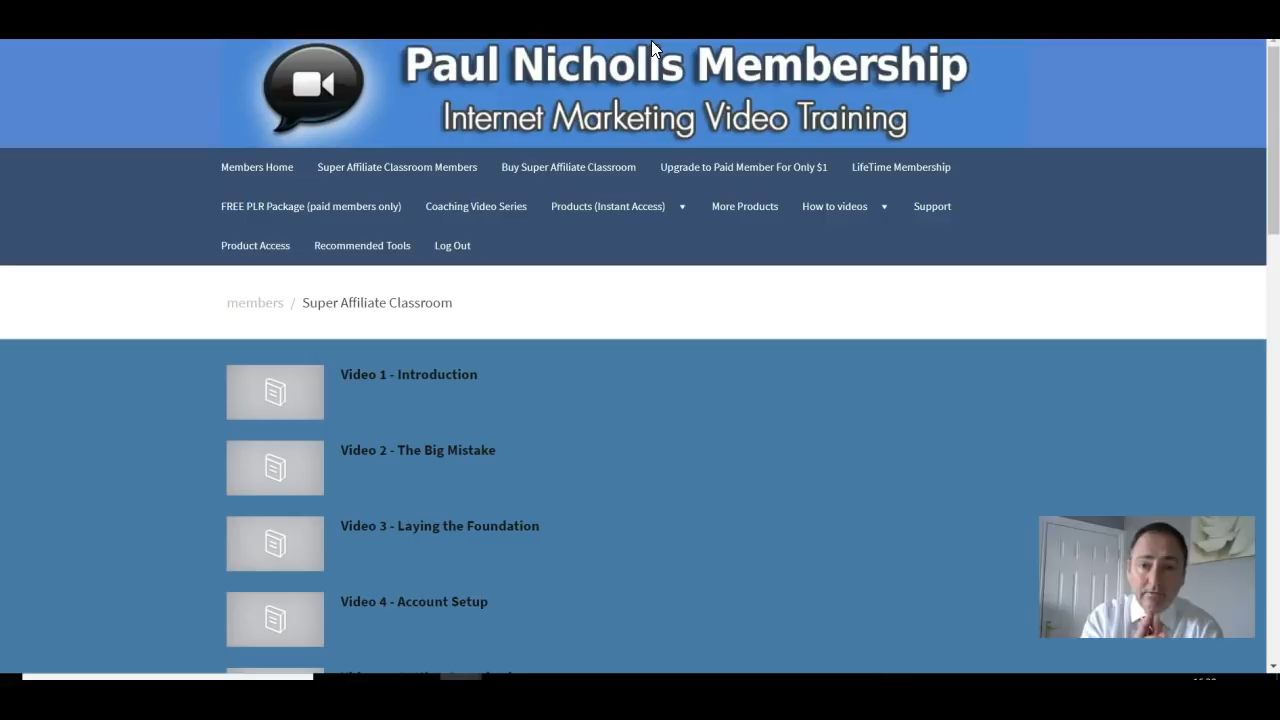 Paul Nicholls Membership
Internet Marketing Video Training
Members Home Super Affiliate Classroom Members Buy Super Affiliate Classroom Upgrade to Paid Member For Only $1 LifeTime Membership
FREE PLR Package (paid members only) Coaching Video Series Products (Instant Access) More Products How to videos Support
Product Access Recommended Tools Log Out
members / Super Affiliate Classroom
Video 1 - Introduction
Video 2 - The Big Mistake
Video 3 - Laying the Foundation
Video 4 - Account Setup